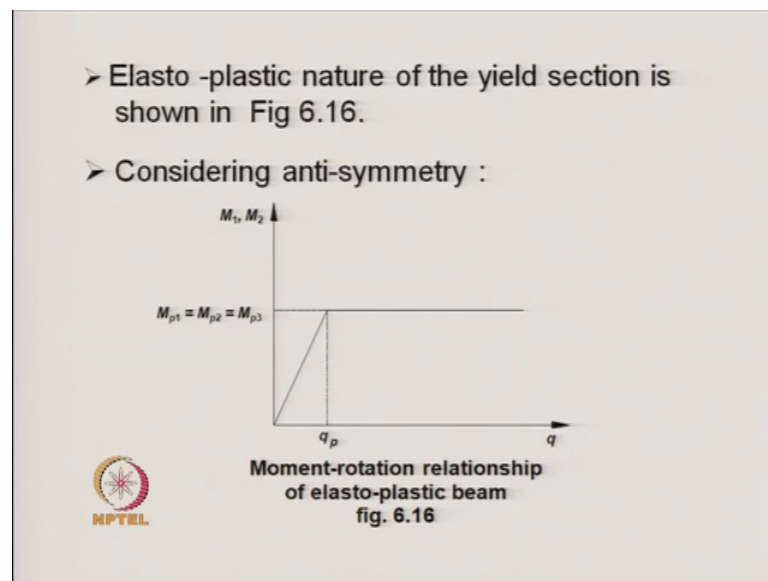 ➢ Elasto -plastic nature of the yield section is
shown in Fig 6.16.
➢ Considering anti-symmetry :
M1, M2
Mp1 = Mp2 = Mp3
qp
q
Moment-rotation relationship
of elasto-plastic beam
fig. 6.16
NPTEL